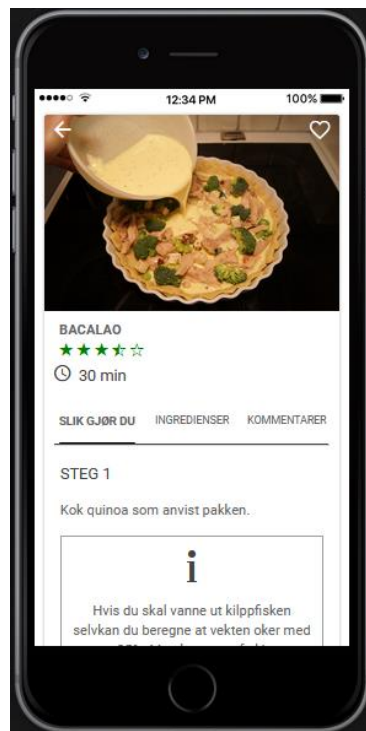 12:34 PM
100%
BACALAO
30 min
SLIK GJØR DU INGREDIENSER KOMMENTARER
STEG 1
Kok quinoa som anvist pakken.
i
Hvis du skal vanne ut kilppfisken
selvkan du beregne at vekten oker med